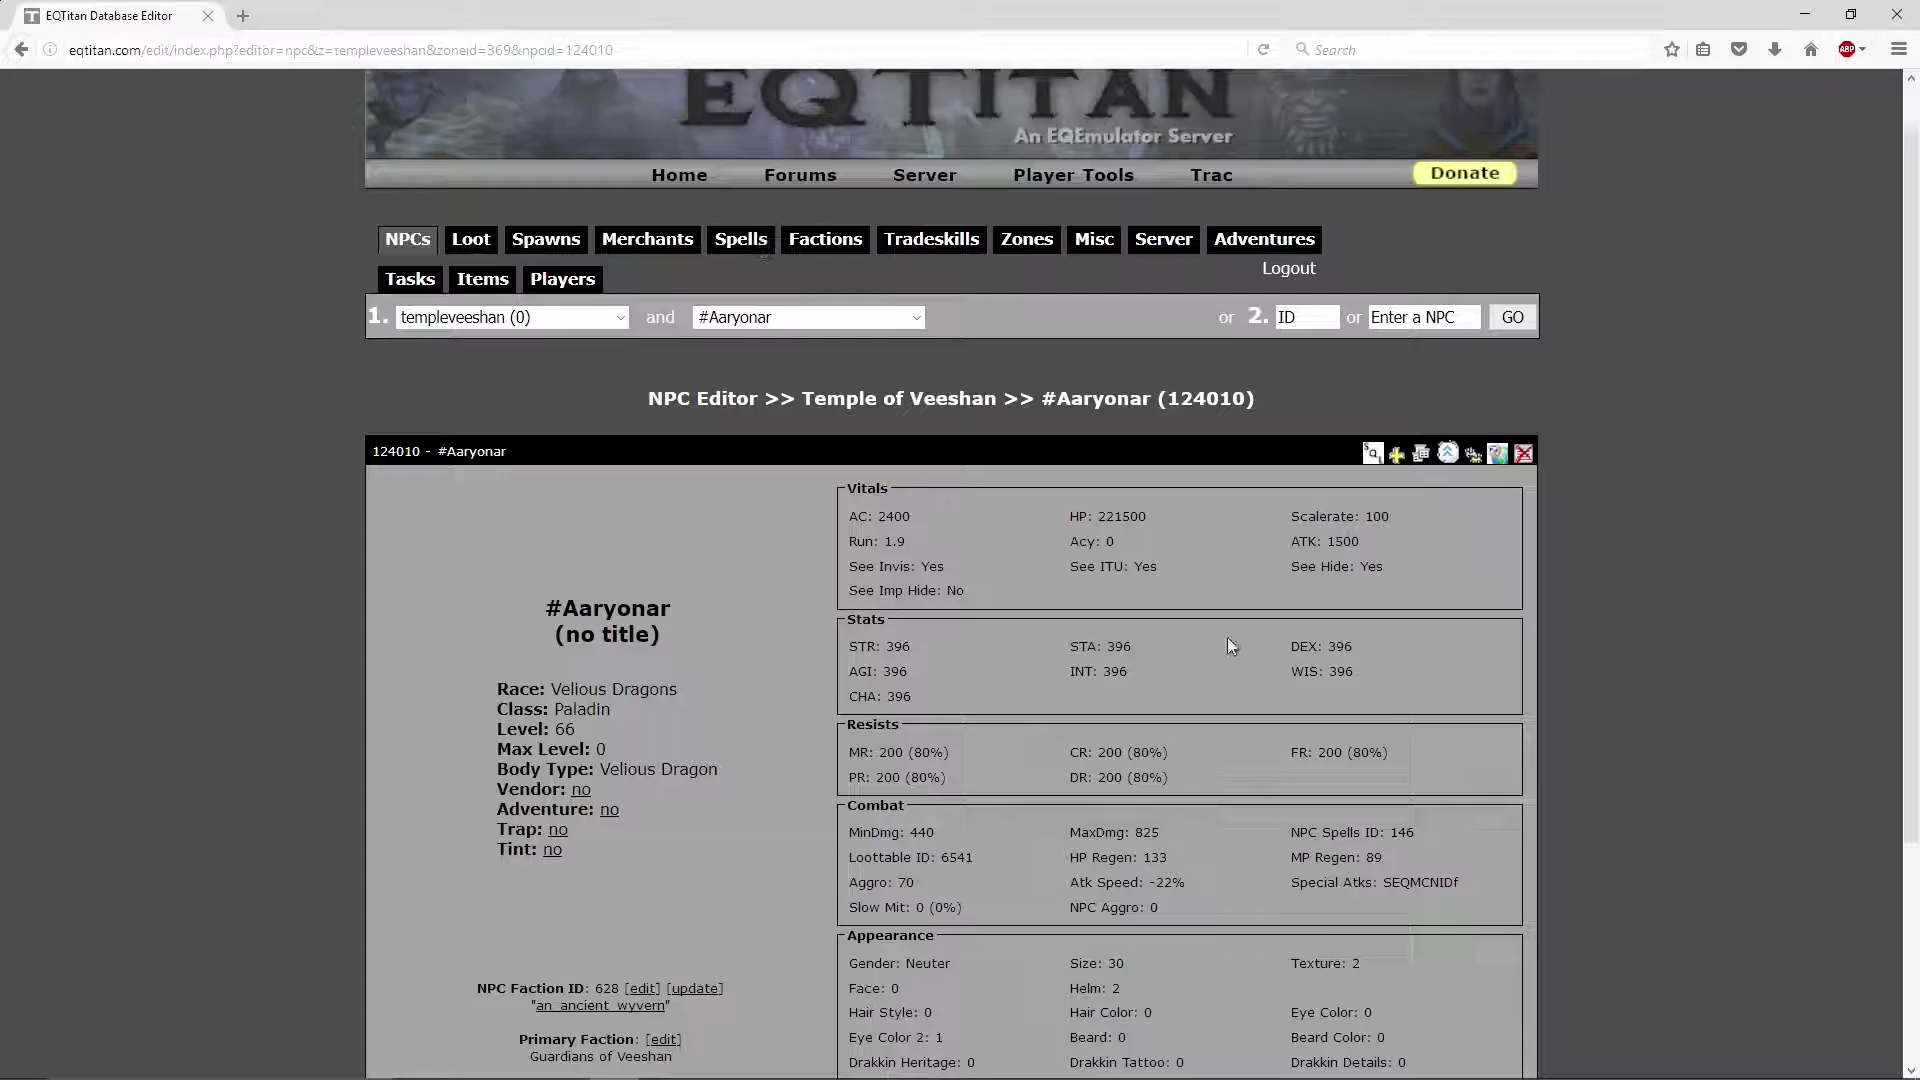 EQTitan Database Editor
eqtitan.com/edit/index.php?editor=npc&z=templeveeshan&zoneid=369&npcid=124010
Search
ABP
EQ TITAN
An EQEmulator Server
Home Forums Server Player Tools Trac Donate
NPCs Loot Spawns Merchants Spells Factions Tradeskills Zones Misc Server Adventures
Logout
Tasks Items Players
1. templeveeshan (0) and #Aaryonar or 2. ID or Enter a NPC GO
NPC Editor >> Temple of Veeshan >> #Aaryonar (124010)
124010 - #Aaryonar
#Aaryonar
(no title)
Race: Velious Dragons
Class: Paladin
Level: 66
Max Level: 0
Body Type: Velious Dragon
Vendor: no
Adventure: no
Trap: no
Tint: no
NPC Faction ID: 628 [edit] [update]
"an_ancient_wyvern"
Primary Faction: [edit]
Guardians of Veeshan
Vitals
AC: 2400 HP: 221500 Scalerate: 100
Run: 1.9 Acy: 0 ATK: 1500
See Invis: Yes See ITU: Yes See Hide: Yes
See Imp Hide: No
Stats
STR: 396 STA: 396 DEX: 396
AGI: 396 INT: 396 WIS: 396
CHA: 396
Resists
MR: 200 (80%) CR: 200 (80%) FR: 200 (80%)
PR: 200 (80%) DR: 200 (80%)
Combat
MinDmg: 440 MaxDmg: 825 NPC Spells ID: 146
Loottable ID: 6541 HP Regen: 133 MP Regen: 89
Aggro: 70 Atk Speed: -22% Special Atks: SEQMCNIDf
Slow Mit: 0 (0%) NPC Aggro: 0
Appearance
Gender: Neuter Size: 30 Texture: 2
Face: 0 Helm: 2
Hair Style: 0 Hair Color: 0 Eye Color: 0
Eye Color 2: 1 Beard: 0 Beard Color: 0
Drakkin Heritage: 0 Drakkin Tattoo: 0 Drakkin Details: 0